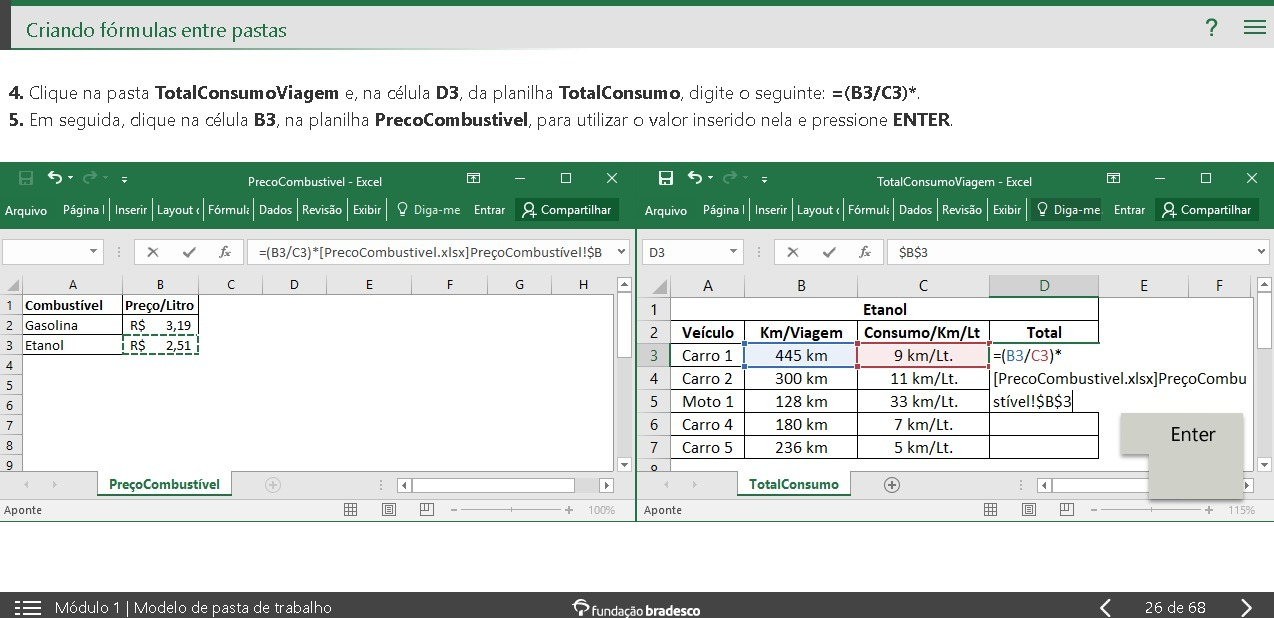 Criando fórmulas entre pastas
?
4. Clique na pasta TotalConsumoViagem e, na célula D3, da planilha TotalConsumo, digite o seguinte: =(B3/C3)*.
5. Em seguida, clique na célula B3, na planilha PrecoCombustivel, para utilizar o valor inserido nela e pressione ENTER.
PrecoCombustivel - Excel
Arquivo Página I Inserir Layout Fórmula Dados Revisão Exibir Diga-me Entrar Compartilhar
fx =(B3/C3)*[PrecoCombustivel.xlsx]PreçoCombustível!$B
A B C D E F G H
1 Combustível Preço/Litro
2 Gasolina R$ 3,19
3 Etanol R$ 2,51
4
5
6
7
8
9
PreçoCombustível
Aponte 100%
TotalConsumoViagem - Excel
Arquivo Página I Inserir Layout Fórmula Dados Revisão Exibir Diga-me Entrar Compartilhar
D3 fx $B$3
A B C D E F
1 Etanol
2 Veículo Km/Viagem Consumo/Km/Lt Total
3 Carro 1 445 km 9 km/Lt. =(B3/C3)*
4 Carro 2 300 km 11 km/Lt. [PrecoCombustivel.xlsx]PreçoCombu
5 Moto 1 128 km 33 km/Lt. stível!$B$3
6 Carro 4 180 km 7 km/Lt.
7 Carro 5 236 km 5 km/Lt.
8
Enter
TotalConsumo
Aponte 115%
Módulo 1 | Modelo de pasta de trabalho
fundação bradesco
26 de 68